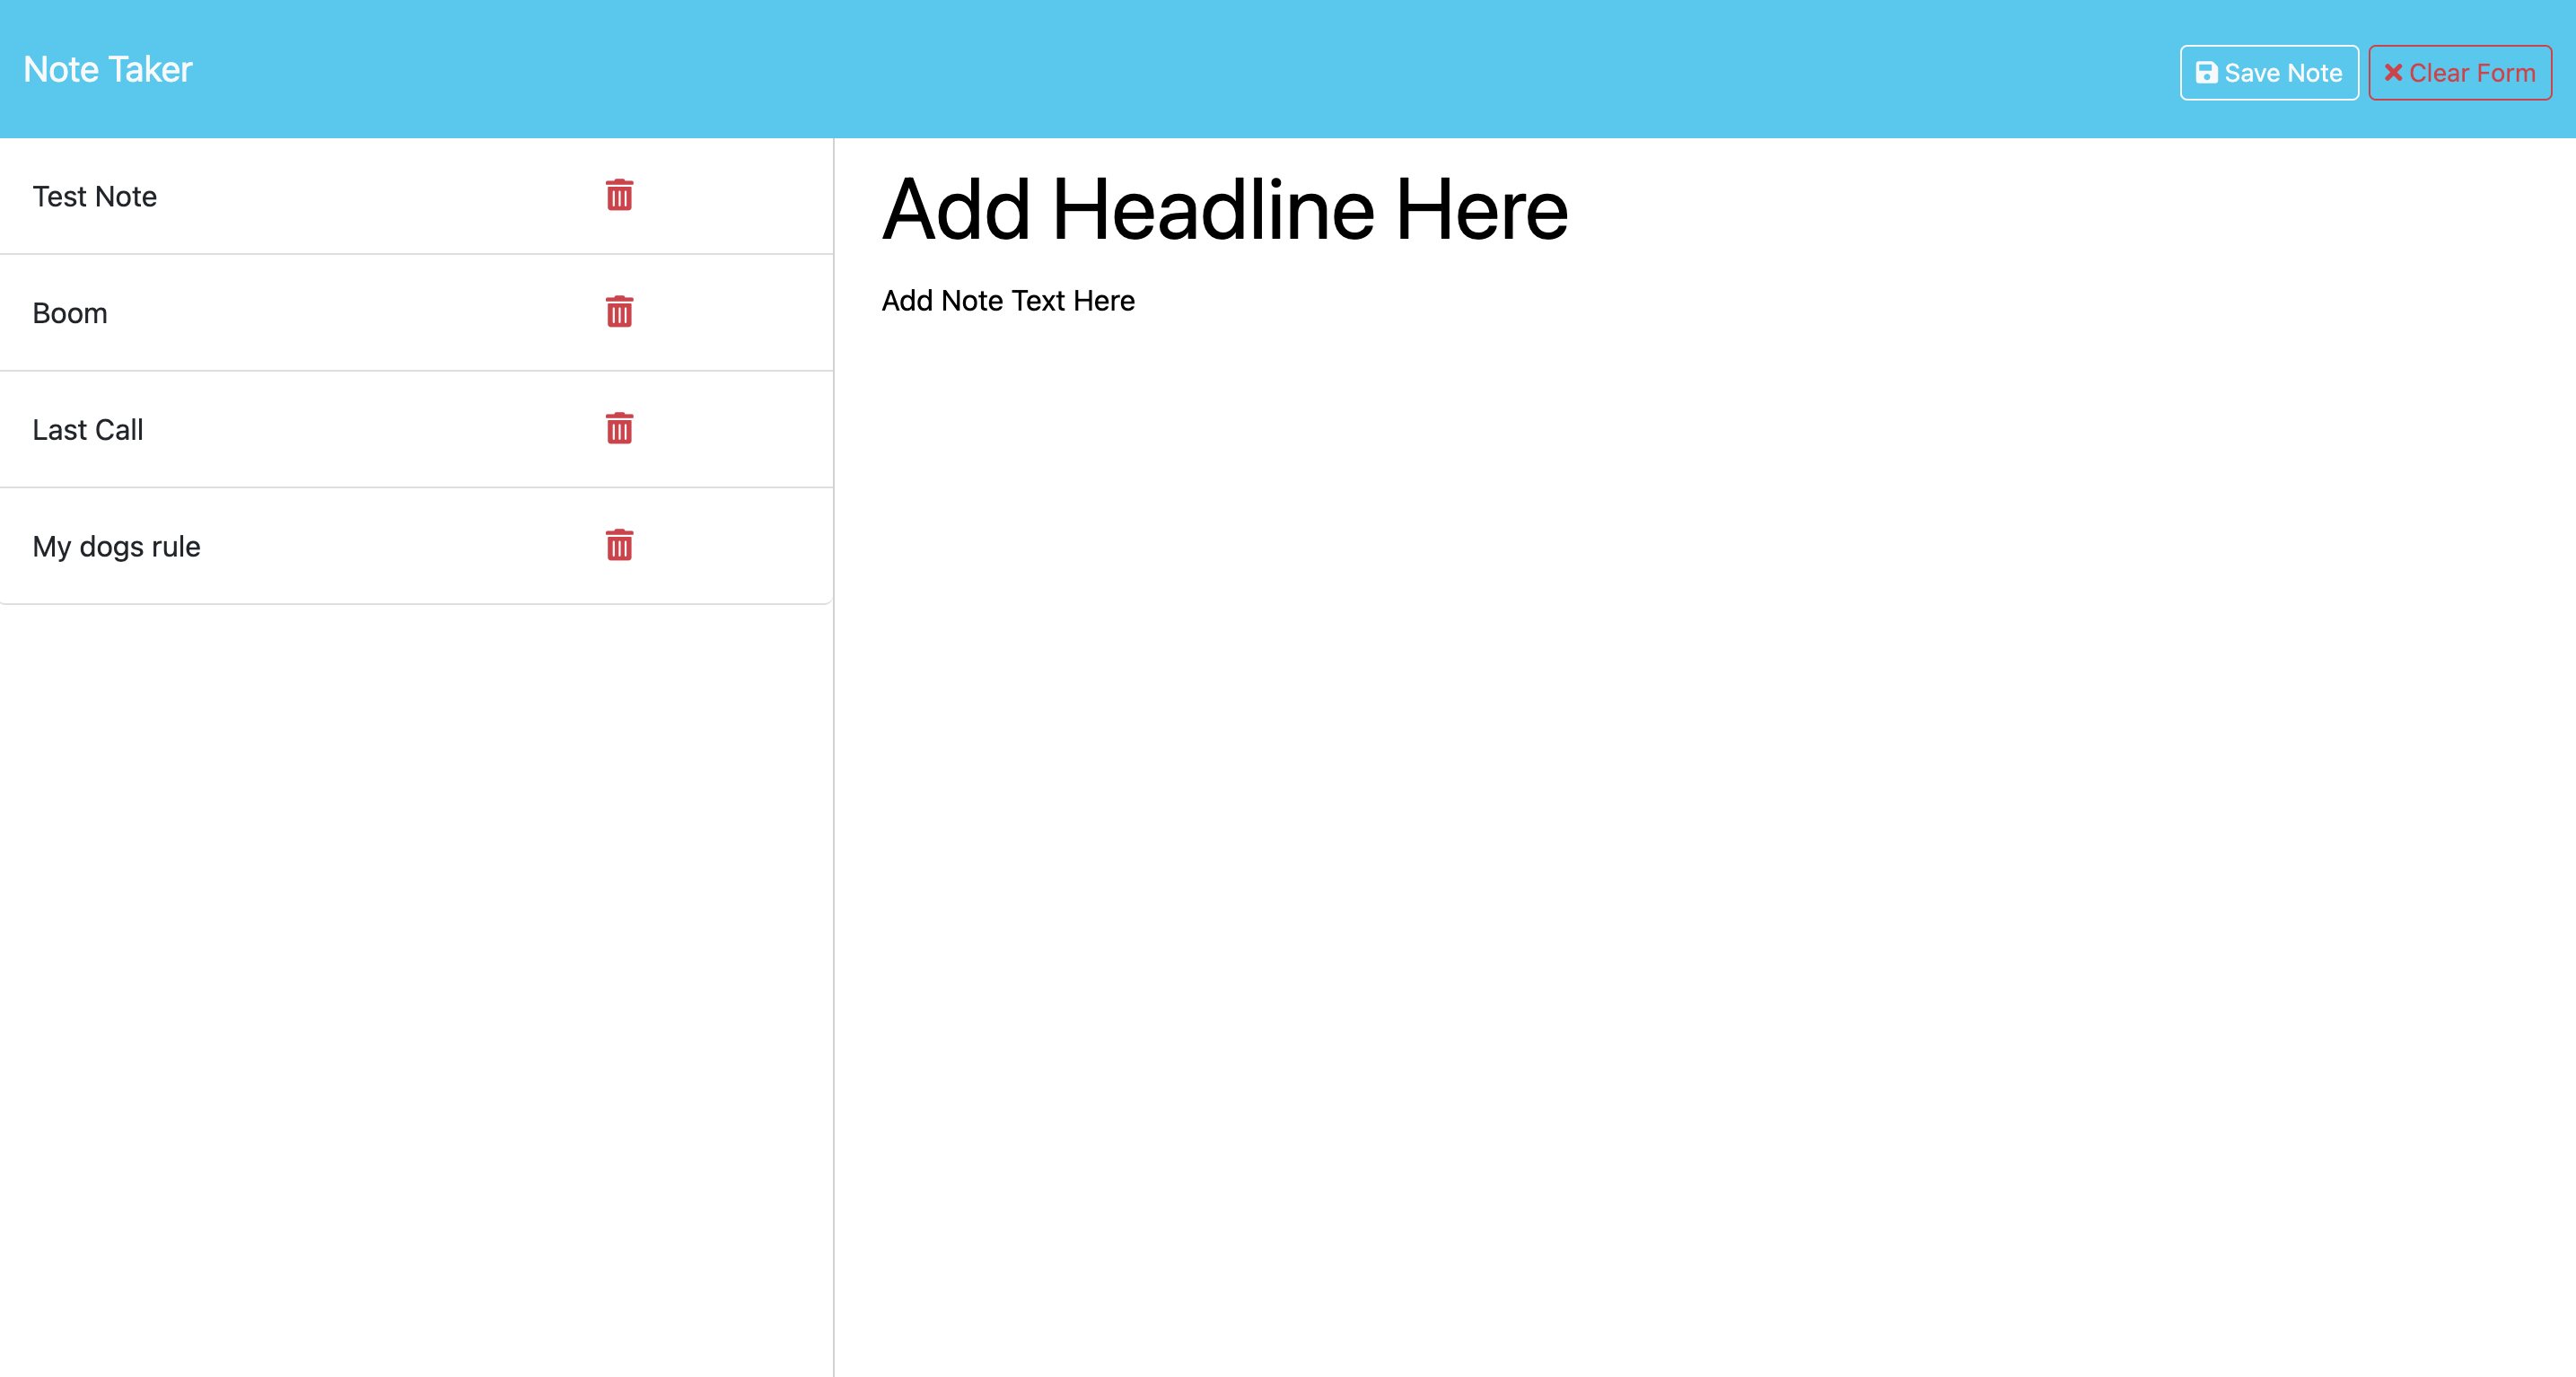 Note Taker
Save Note
Clear Form
Test Note
Boom
Last Call
My dogs rule
Add Headline Here
Add Note Text Here